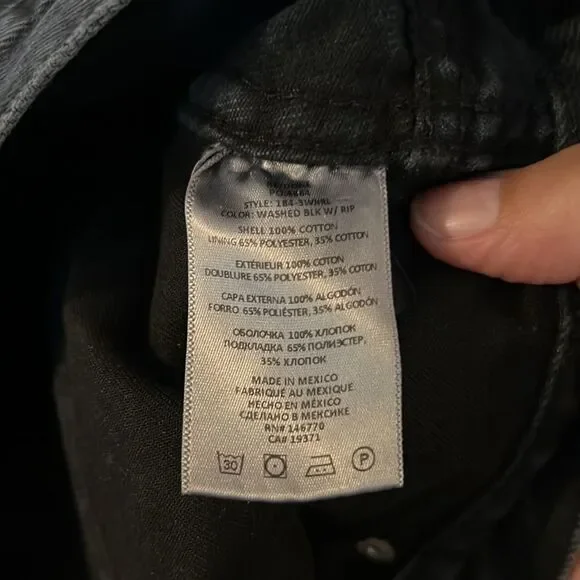 STYLE: 184-3WHRL
COLOR: WASHED BLK W/ RIP
SHELL 100% COTTON
LINING 65% POLYESTER, 35% COTTON
EXTÉRIEUR 100% COTON
DOUBLURE 65% POLYESTER, 35% COTON
CAPA EXTERNA 100% ALGODÓN
FORRO 65% POLIÉSTER, 35% ALGODÓN
ОБОЛОЧКА 100% ХЛОПОК
ПОДКЛАДКА 65% ПОЛИЭСТЕР,
35% ХЛОПОК
MADE IN MEXICO
FABRIQUÉ AU MEXIQUE
HECHO EN MÉXICO
СДЕЛАНО В МЕКСИКЕ
RN# 146770
CA# 19371
30 P